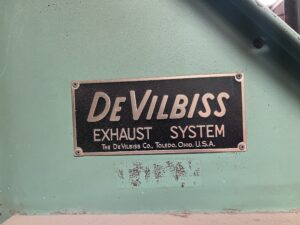 DEVILBISS
EXHAUST SYSTEM
THE DEVILBISS CO., TOLEDO, OHIO, U.S.A.